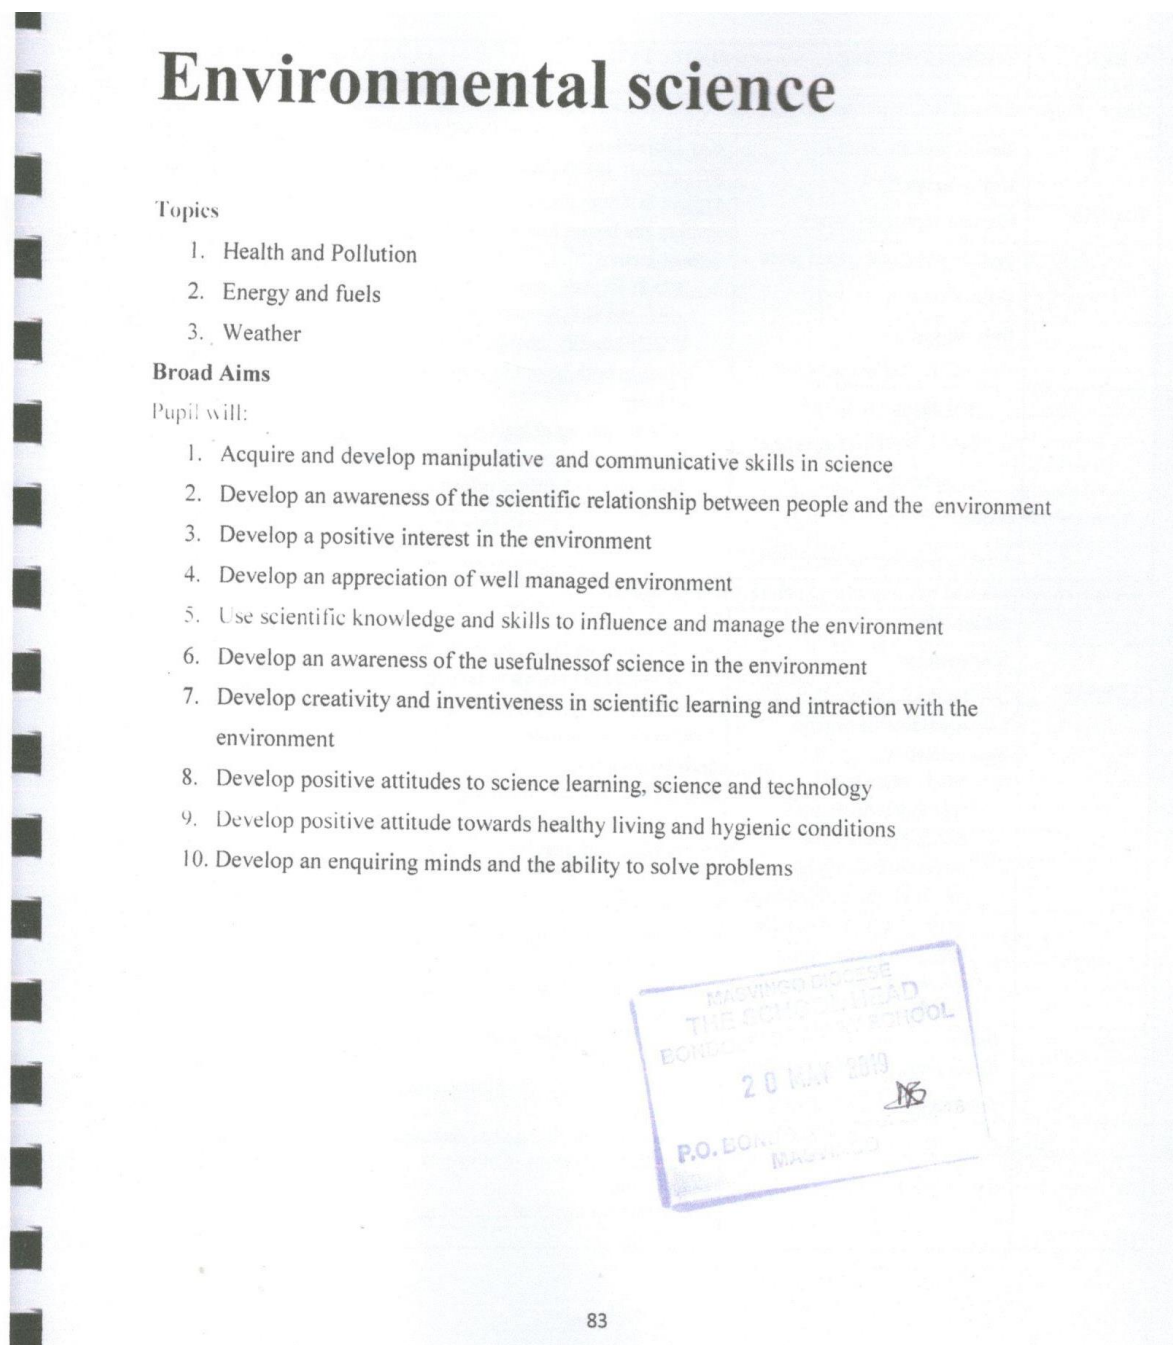 Environmental science
Topics
1. Health and Pollution
2. Energy and fuels
3. Weather
Broad Aims
Pupil will:
1. Acquire and develop manipulative and communicative skills in science
2. Develop an awareness of the scientific relationship between people and the environment
3. Develop a positive interest in the environment
4. Develop an appreciation of well managed environment
5. Use scientific knowledge and skills to influence and manage the environment
6. Develop an awareness of the usefulnessof science in the environment
7. Develop creativity and inventiveness in scientific learning and intraction with the
environment
8. Develop positive attitudes to science learning, science and technology
9. Develop positive attitude towards healthy living and hygienic conditions
10. Develop an enquiring minds and the ability to solve problems
MASVINGO DIOCESE
THE HEAD
SCHOOL
20 MAY 2019
P.O.
MASVINGO
83